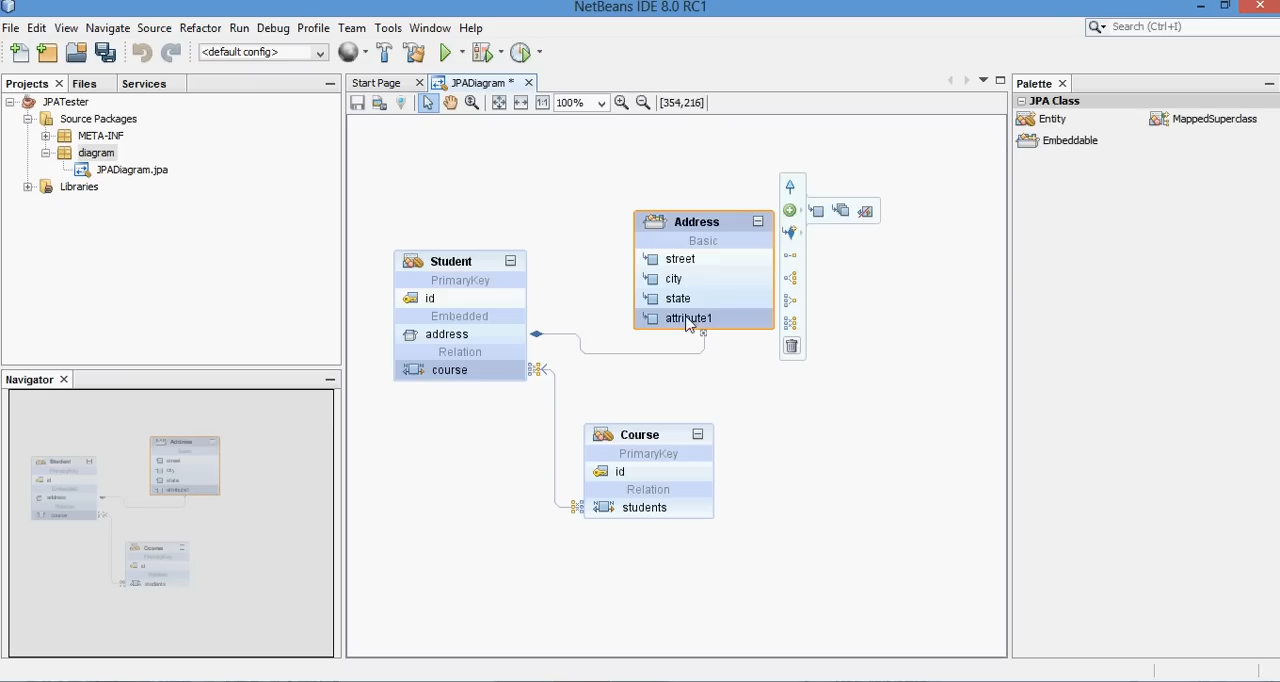 NetBeans IDE 8.0 RC1
File Edit View Navigate Source Refactor Run Debug Profile Team Tools Window Help
Search (Ctrl+I)
<default config>
Projects Files Services
JPATester
Source Packages
META-INF
diagram
JPADiagram.jpa
Libraries
Navigator
Start Page JPADiagram *
1:1 100% [354,216]
Student
PrimaryKey
id
Embedded
address
Relation
course
Address
Basic
street
city
state
attribute1
Course
PrimaryKey
id
Relation
students
Palette
JPA Class
Entity MappedSuperclass
Embeddable